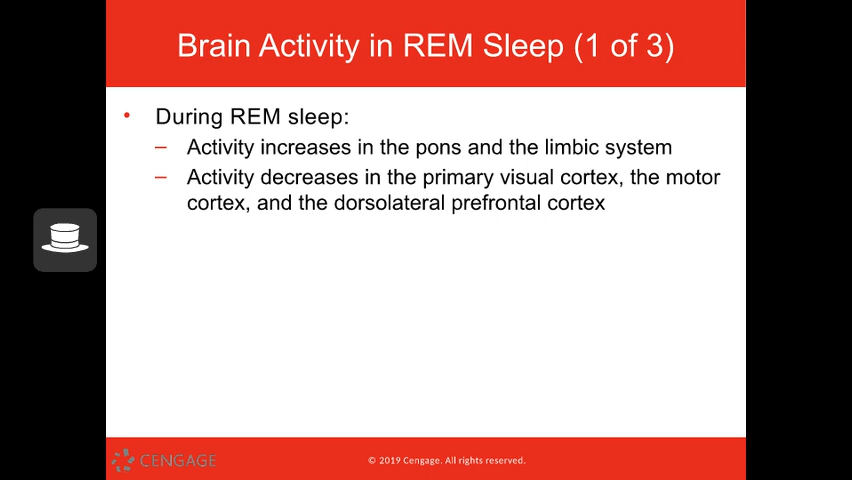 Brain Activity in REM Sleep (1 of 3)
• During REM sleep:
– Activity increases in the pons and the limbic system
– Activity decreases in the primary visual cortex, the motor
cortex, and the dorsolateral prefrontal cortex
CENGAGE
© 2019 Cengage. All rights reserved.